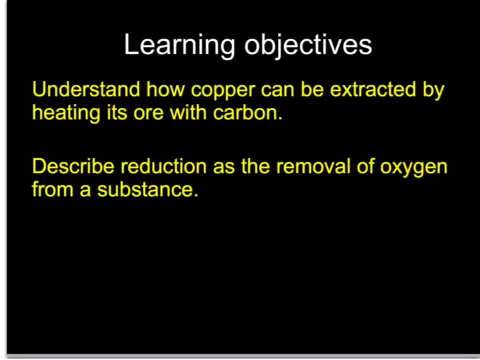 Learning objectives
Understand how copper can be extracted by
heating its ore with carbon.
Describe reduction as the removal of oxygen
from a substance.